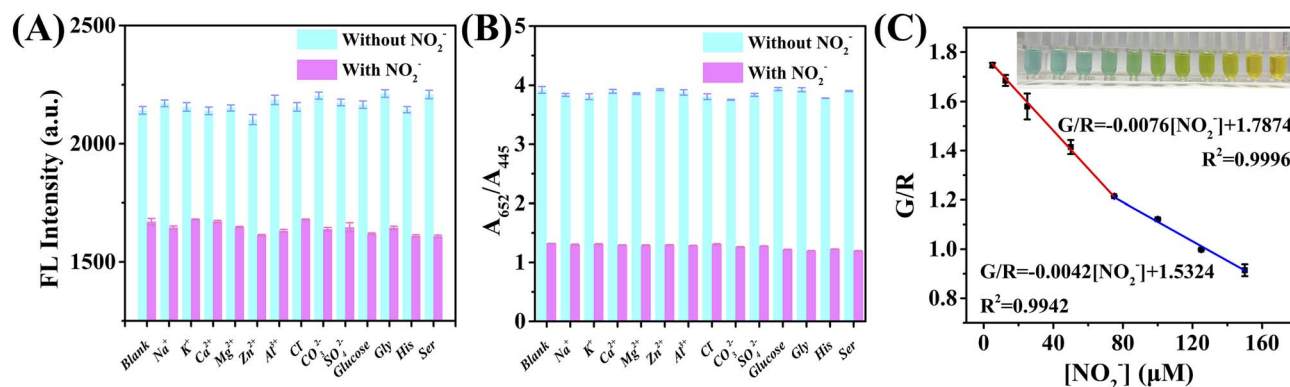 (A)
2500
2000
1500
FL Intensity (a.u.)
Without NO₂⁻
With NO₂⁻
Blank
Na⁺
K⁺
Ca²⁺
Mg²⁺
Zn²⁺
Al³⁺
Cl⁻
CO₃²⁻
SO₄²⁻
Glucose
Gly
His
Ser
(B)
5
4
3
2
1
0
A₆₅₂/A₄₄₅
Without NO₂⁻
With NO₂⁻
Blank
Na⁺
K⁺
Ca²⁺
Mg²⁺
Zn²⁺
Al³⁺
Cl⁻
CO₃²⁻
SO₄²⁻
Glucose
Gly
His
Ser
(C)
1.8
1.6
1.4
1.2
1.0
0.8
G/R
G/R=-0.0076[NO₂⁻]+1.7874
R²=0.9996
G/R=-0.0042[NO₂⁻]+1.5324
R²=0.9942
0
40
80
120
160
[NO₂⁻] (μM)